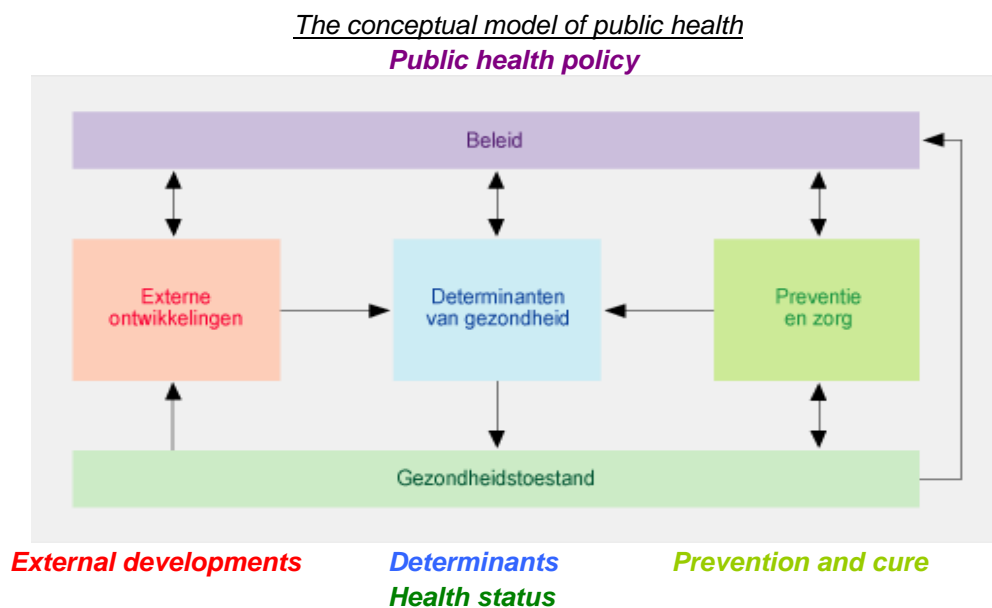 The conceptual model of public health
Public health policy
Beleid
Externe
ontwikkelingen
Determinanten
van gezondheid
Preventie
en zorg
Gezondheidstoestand
External developments
Determinants
Prevention and cure
Health status